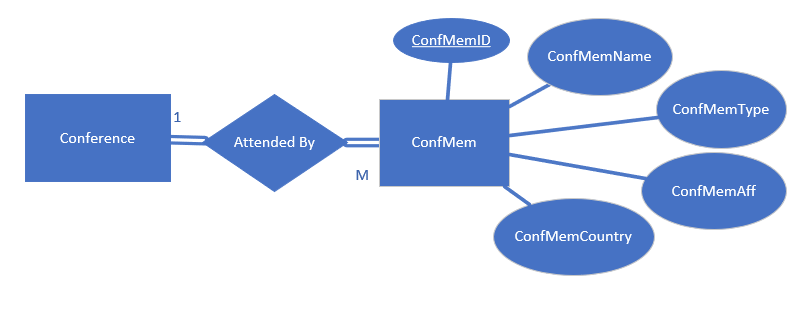 ConfMemID
ConfMemName
ConfMemType
1
Conference
Attended By
ConfMem
M
ConfMemAff
ConfMemCountry